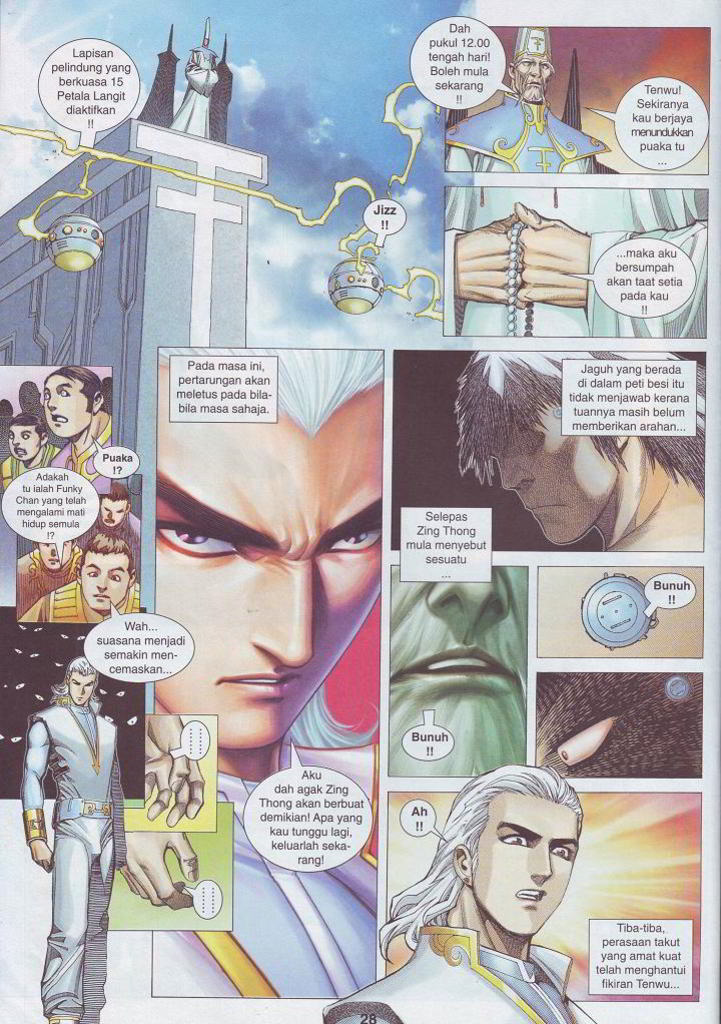 Lapisan
pelindung yang
berkuasa 15
Petala Langit
diaktifkan
!!
Dah
pukul 12.00
tengah hari!
Boleh mula
sekarang
!!
Tenwu!
Sekiranya
kau berjaya
menundukkan
puaka tu
...
Jizz
!!
...maka aku
bersumpah
akan taat setia
pada kau
!!
Puaka
!?
Adakah
tu ialah Funky
Chan yang telah
mengalami mati
hidup semula
!?
Wah...
suasana menjadi
semakin men-
cemaskan...
Pada masa ini,
pertarungan akan
meletus pada bila-
bila masa sahaja.
Aku
dah agak Zing
Thong akan berbuat
demikian! Apa yang
kau tunggu lagi,
keluarlah seka-
rang!
Jaguh yang berada
di dalam peti besi itu
tidak menjawab kerana
tuannya masih belum
memberikan arahan...
Selepas
Zing Thong
mula menyebut
sesuatu
...
Bunuh
!!
Bunuh
!!
Ah
!!
Tiba-tiba,
perasaan takut
yang amat kuat
telah menghantui
fikiran Tenwu...
28